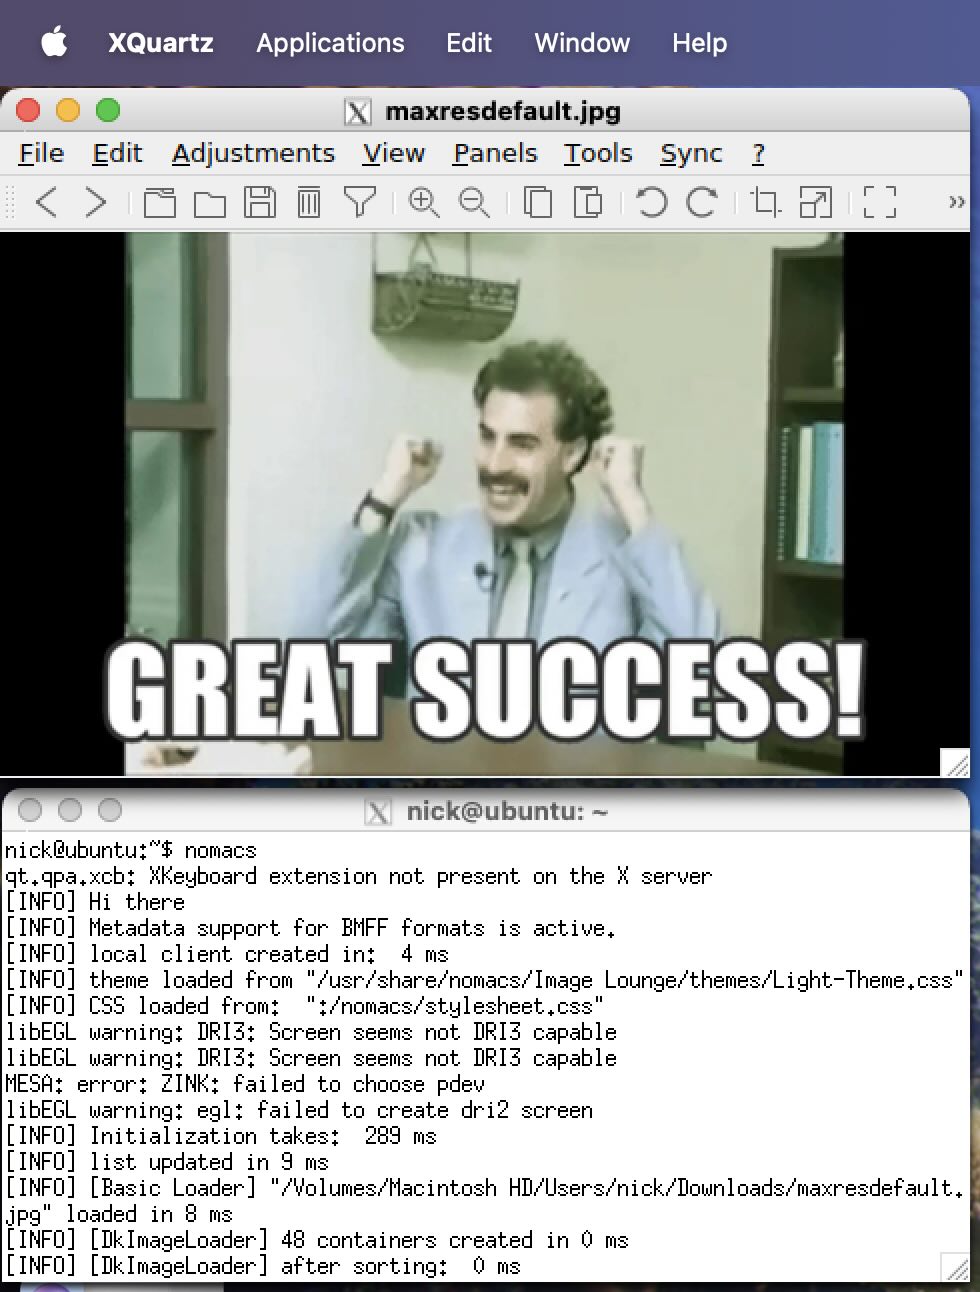 XQuartz Applications Edit Window Help
maxresdefault.jpg
File Edit Adjustments View Panels Tools Sync ?
»
GREAT SUCCESS!
nick@ubuntu: ~
nick@ubuntu:~$ nomacs
qt.qpa.xcb: XKeyboard extension not present on the X server
[INFO] Hi there
[INFO] Metadata support for BMFF formats is active.
[INFO] local client created in:  4 ms
[INFO] theme loaded from "/usr/share/nomacs/Image Lounge/themes/Light-Theme.css"
[INFO] CSS loaded from:  ":/nomacs/stylesheet.css"
libEGL warning: DRI3: Screen seems not DRI3 capable
libEGL warning: DRI3: Screen seems not DRI3 capable
MESA: error: ZINK: failed to choose pdev
libEGL warning: egl: failed to create dri2 screen
[INFO] Initialization takes:  289 ms
[INFO] list updated in 9 ms
[INFO] [Basic Loader] "/Volumes/Macintosh HD/Users/nick/Downloads/maxresdefault.
jpg" loaded in 8 ms
[INFO] [DkImageLoader] 48 containers created in 0 ms
[INFO] [DkImageLoader] after sorting:  0 ms